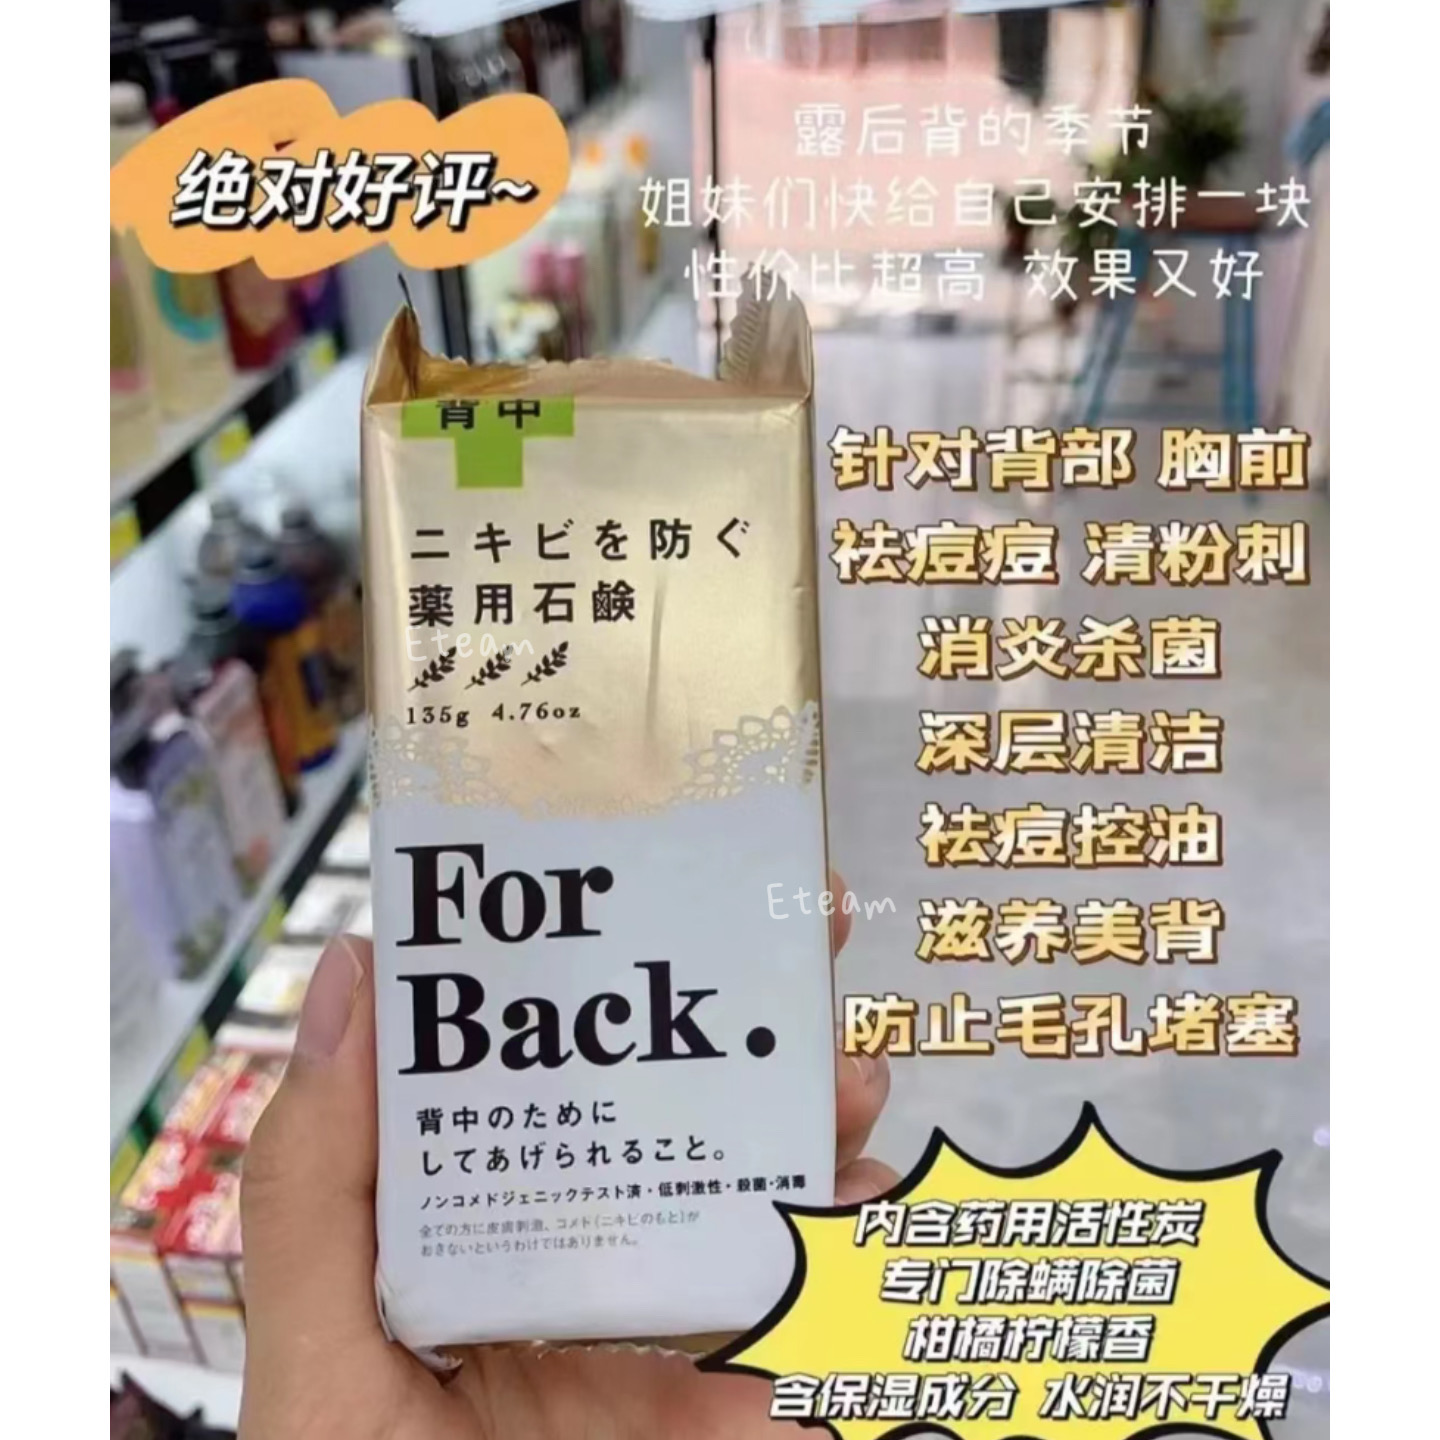 绝对好评~
露后背的季节
姐妹们快给自己安排一块
性价比超高 效果又好
背中
ニキビを防ぐ
薬用石鹸
Eteam
135g 4.76oz
For
Back.
Eteam
背中のために
してあげられること。
ノンコメドジェニックテスト済・低刺激性・殺菌・消毒
全ての方に皮膚刺激、コメド(ニキビのもと)が
おきないというわけではありません。
针对背部 胸前
祛痘痘 清粉刺
消炎杀菌
深层清洁
祛痘控油
滋养美背
防止毛孔堵塞
内含药用活性炭
专门除螨除菌
柑橘柠檬香
含保湿成分 水润不干燥